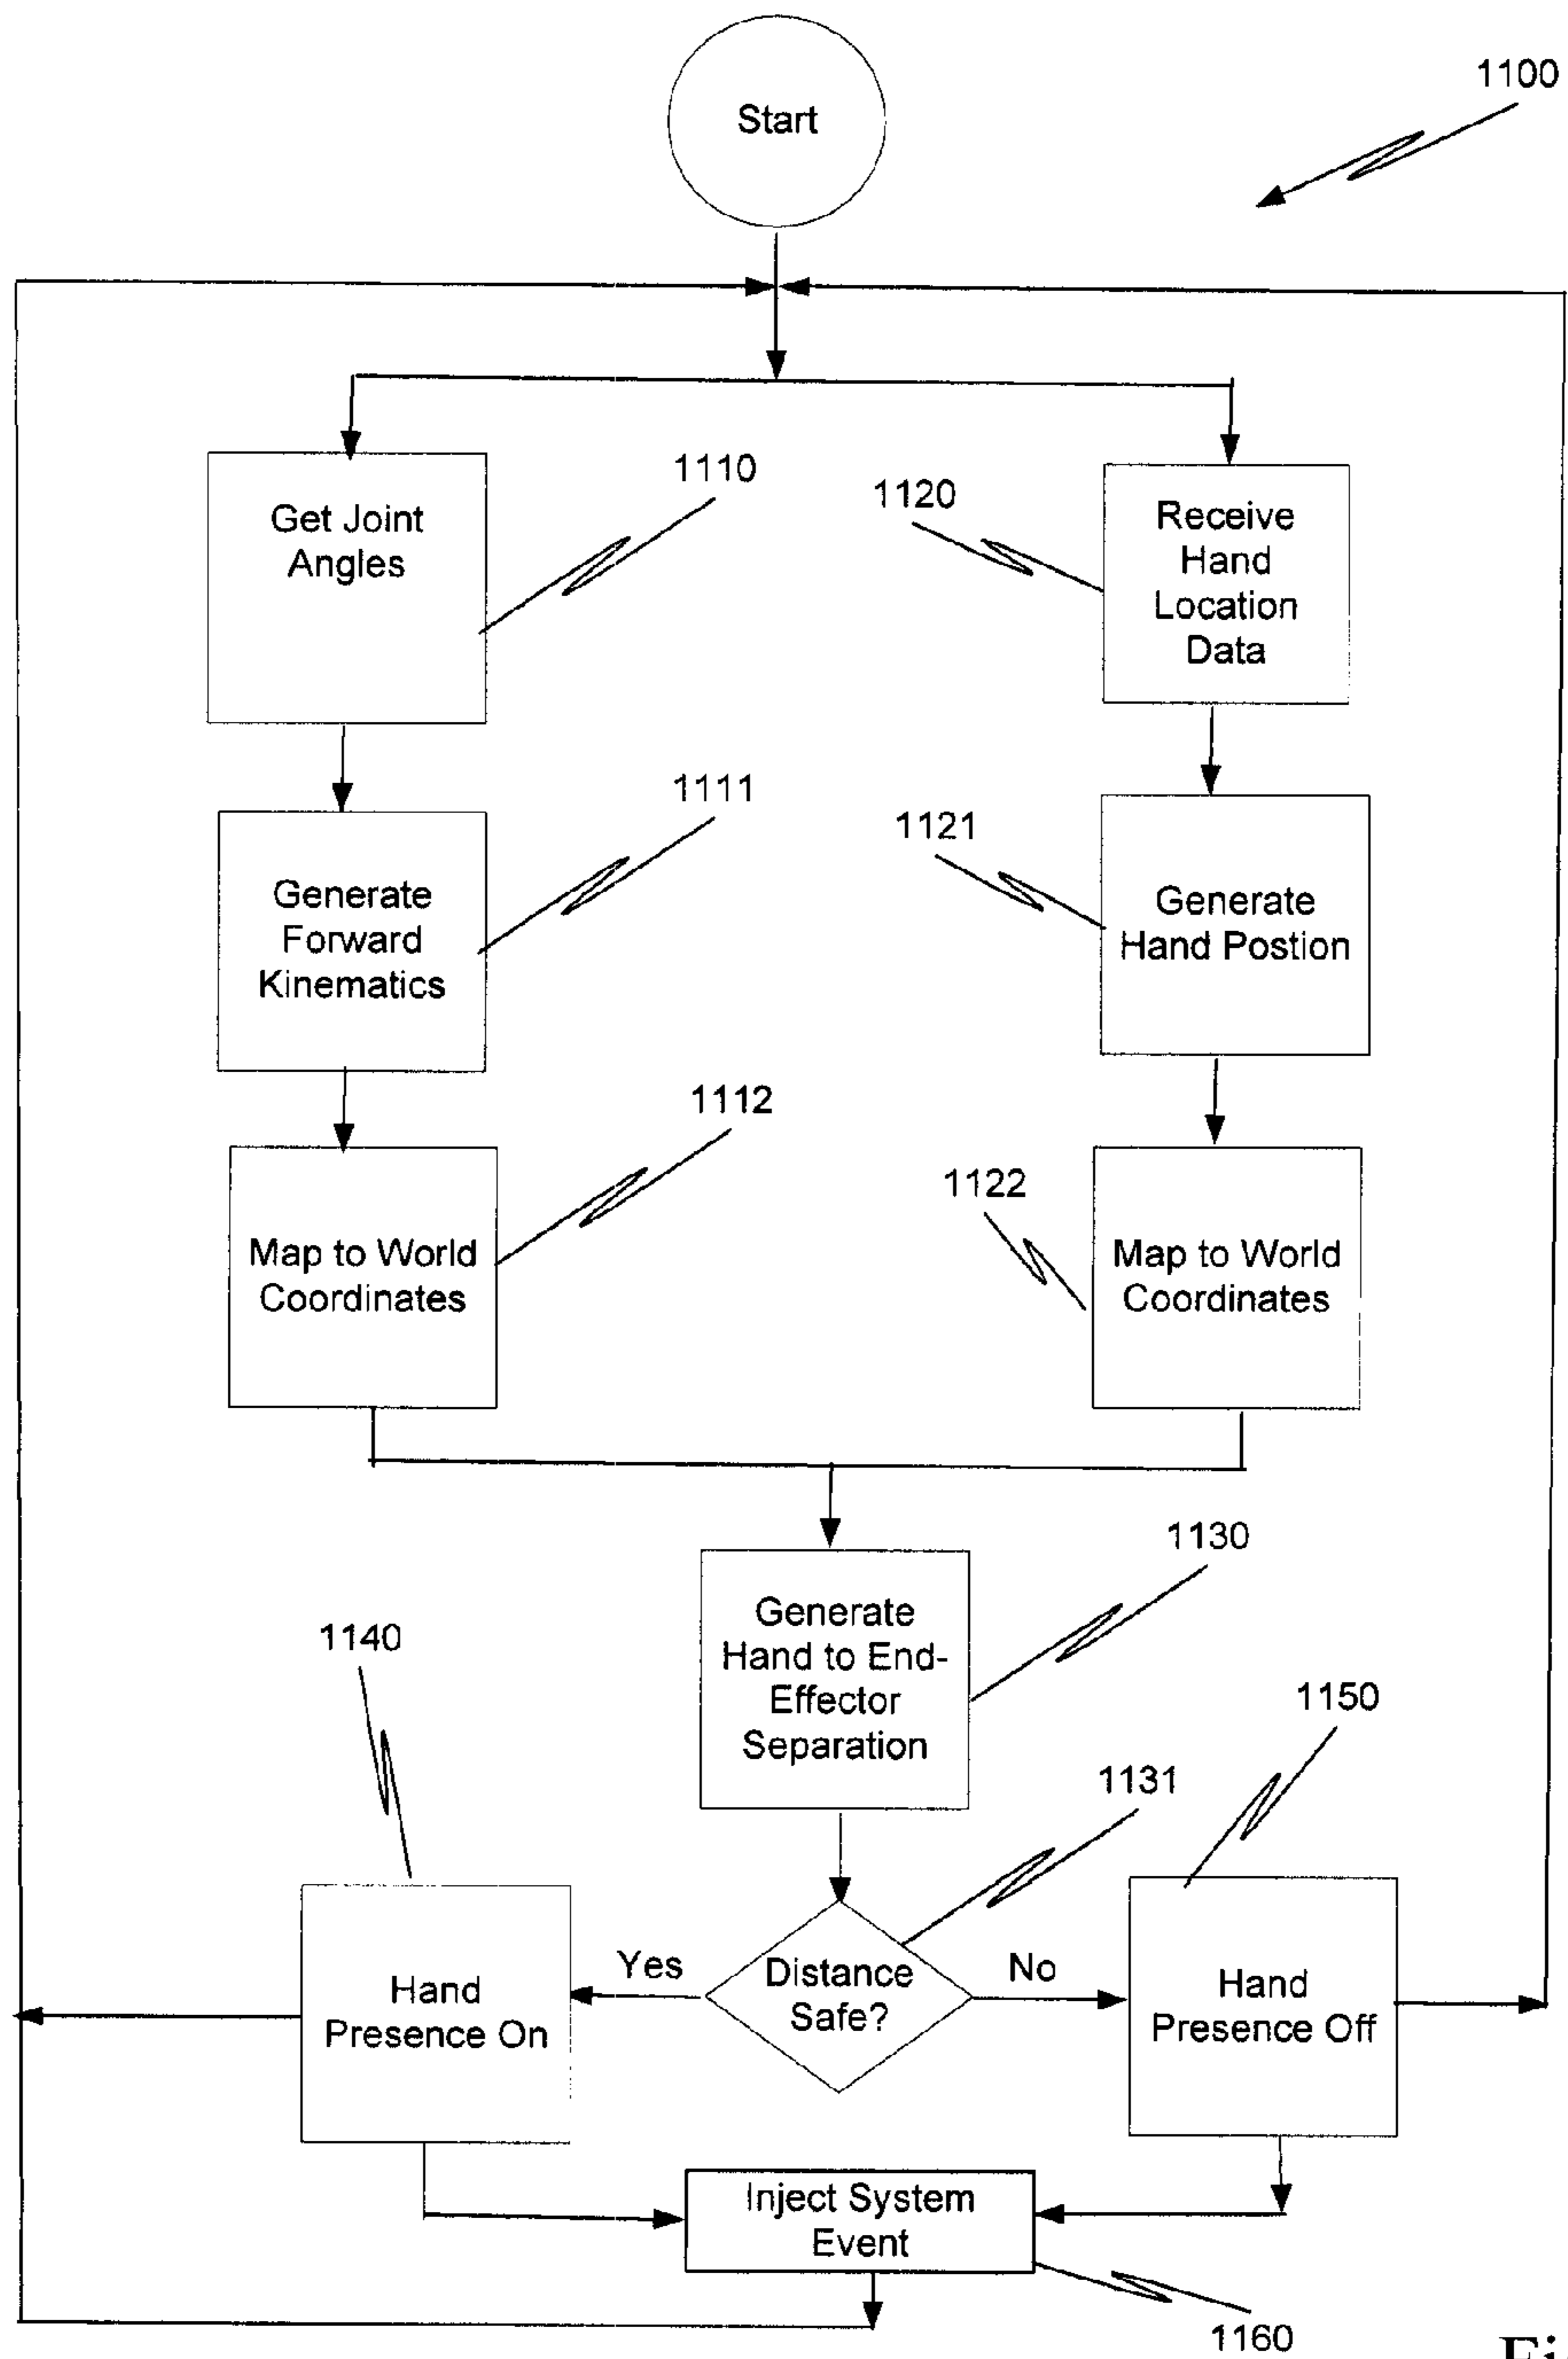 Start
1100
Get Joint
Angles
1110
1120
Receive
Hand
Location
Data
Generate
Forward
Kinematics
1111
1121
Generate
Hand Postion
Map to World
Coordinates
1112
1122
Map to World
Coordinates
Generate
Hand to End-
Effector
Separation
1130
1140
1131
1150
Hand
Presence On
Yes
Distance
Safe?
No
Hand
Presence Off
Inject System
Event
1160